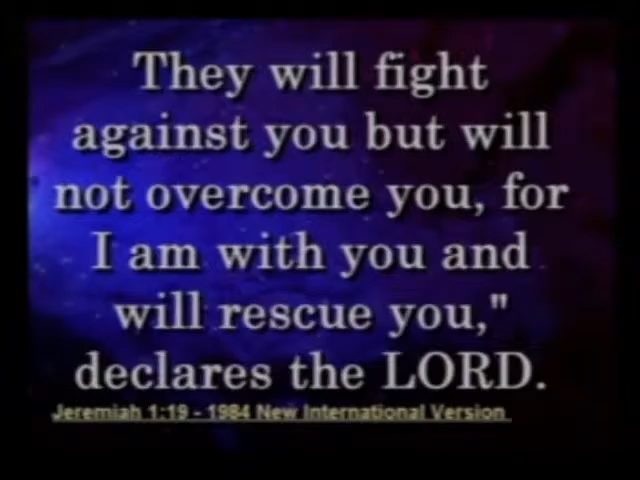 They will fight
against you but will
not overcome you, for
I am with you and
will rescue you,"
declares the LORD.
Jeremiah 1:19 - 1984 New International Version